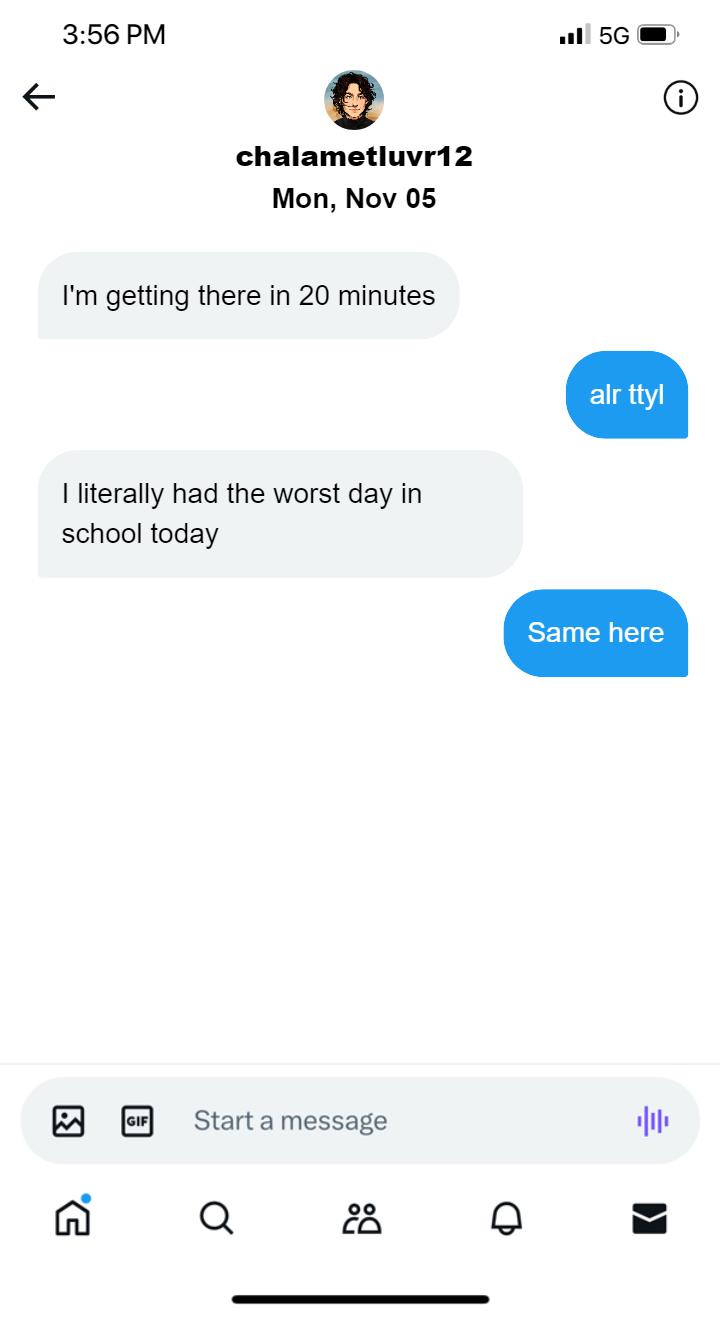 3:56 PM
5G
chalametluvr12
Mon, Nov 05
I'm getting there in 20 minutes
alr ttyl
I literally had the worst day in
school today
Same here
GIF
Start a message